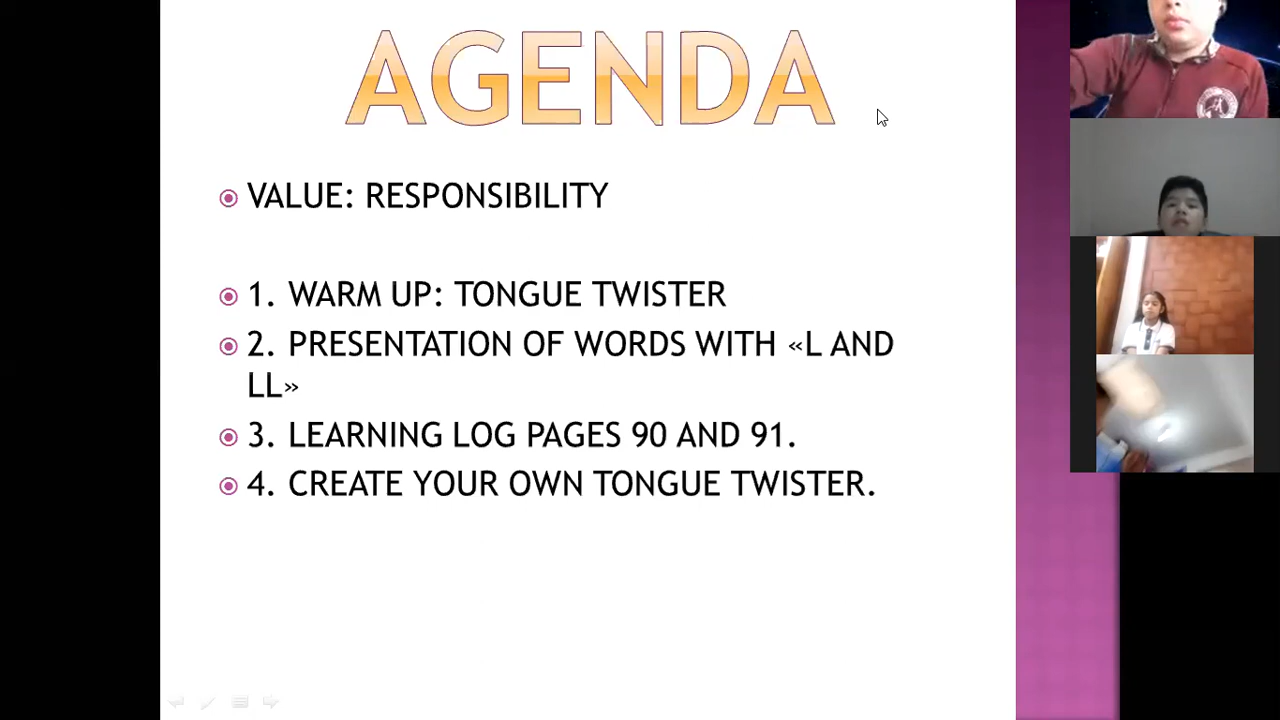 AGENDA
VALUE: RESPONSIBILITY
1. WARM UP: TONGUE TWISTER
2. PRESENTATION OF WORDS WITH «L AND
LL»
3. LEARNING LOG PAGES 90 AND 91.
4. CREATE YOUR OWN TONGUE TWISTER.